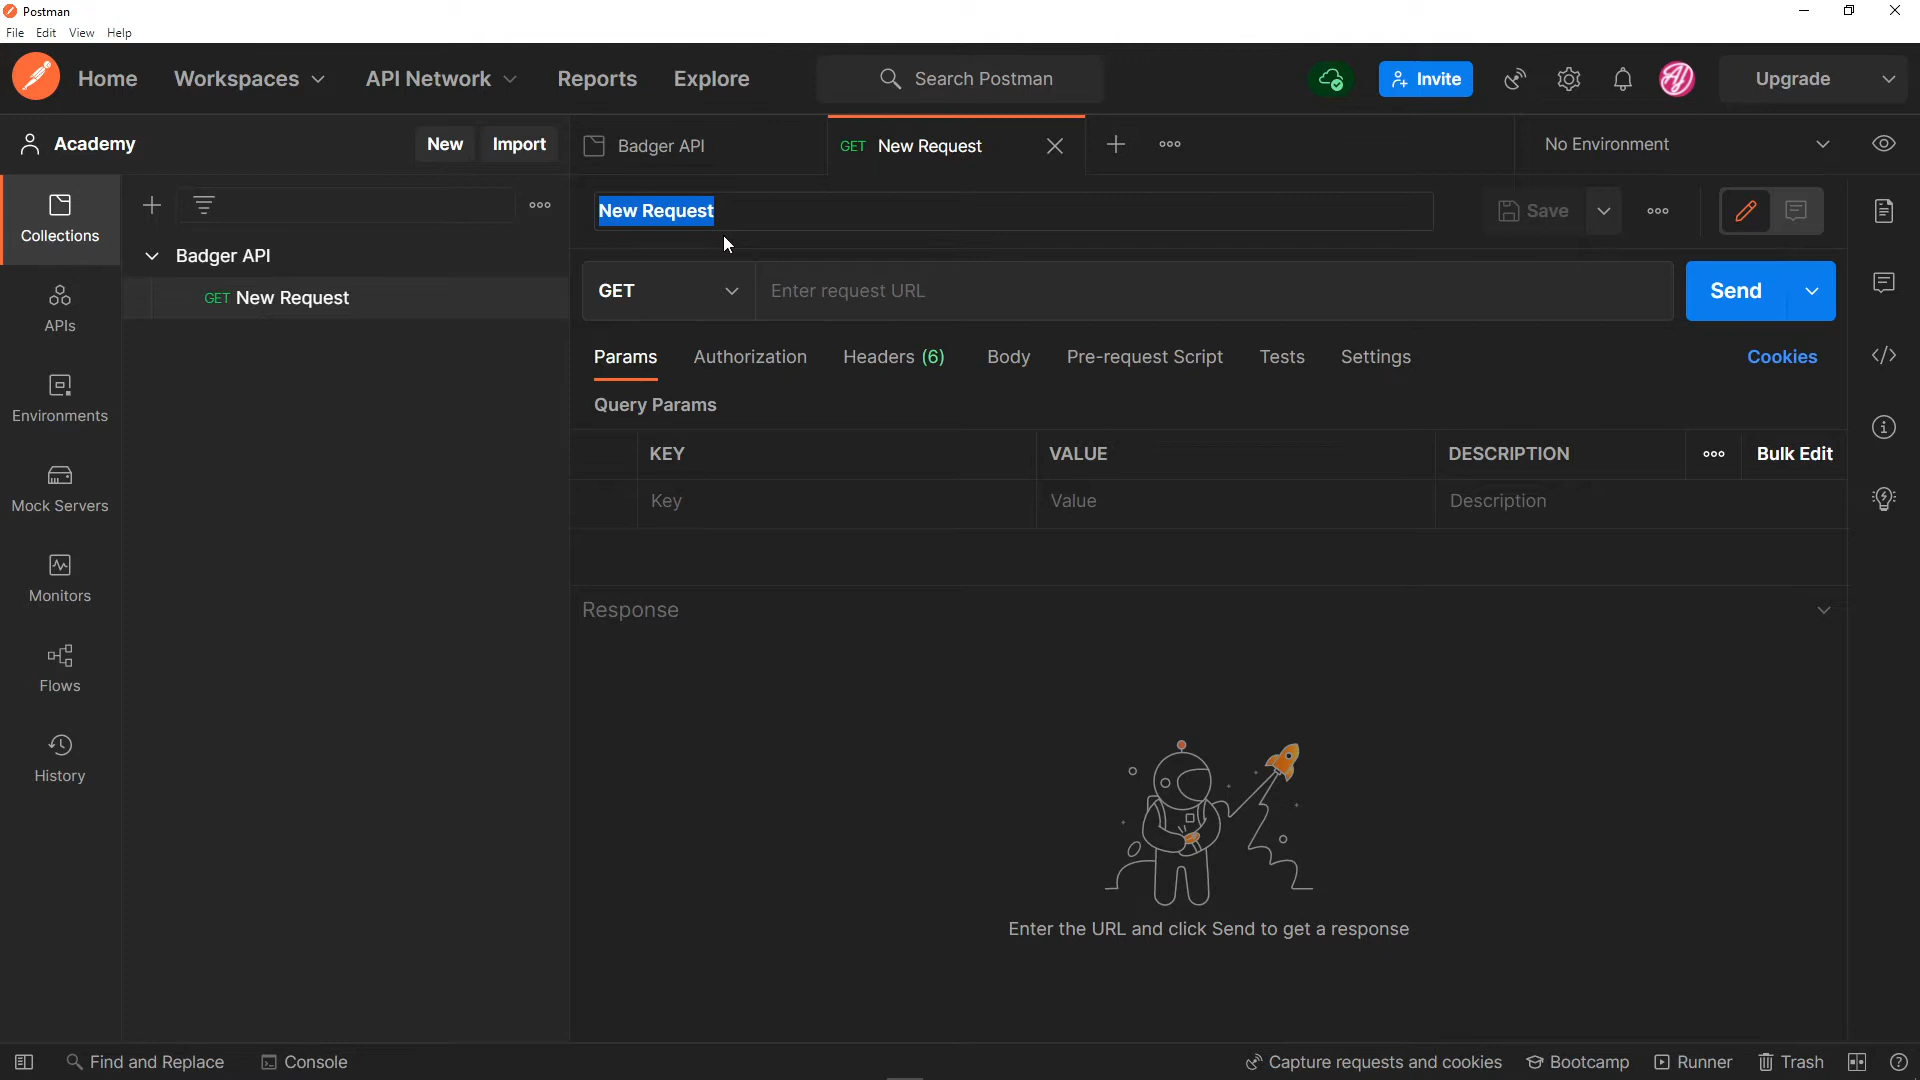 Postman
File Edit View Help
Home Workspaces API Network Reports Explore Search Postman Invite Upgrade
Academy New Import Badger API GET New Request No Environment
New Request Save
Collections
Badger API
GET New Request
GET Enter request URL Send
APIs
Params Authorization Headers (6) Body Pre-request Script Tests Settings Cookies
Environments
Query Params
KEY VALUE DESCRIPTION Bulk Edit
Key Value Description
Mock Servers
Monitors
Response
Flows
History
Enter the URL and click Send to get a response
Find and Replace Console Capture requests and cookies Bootcamp Runner Trash